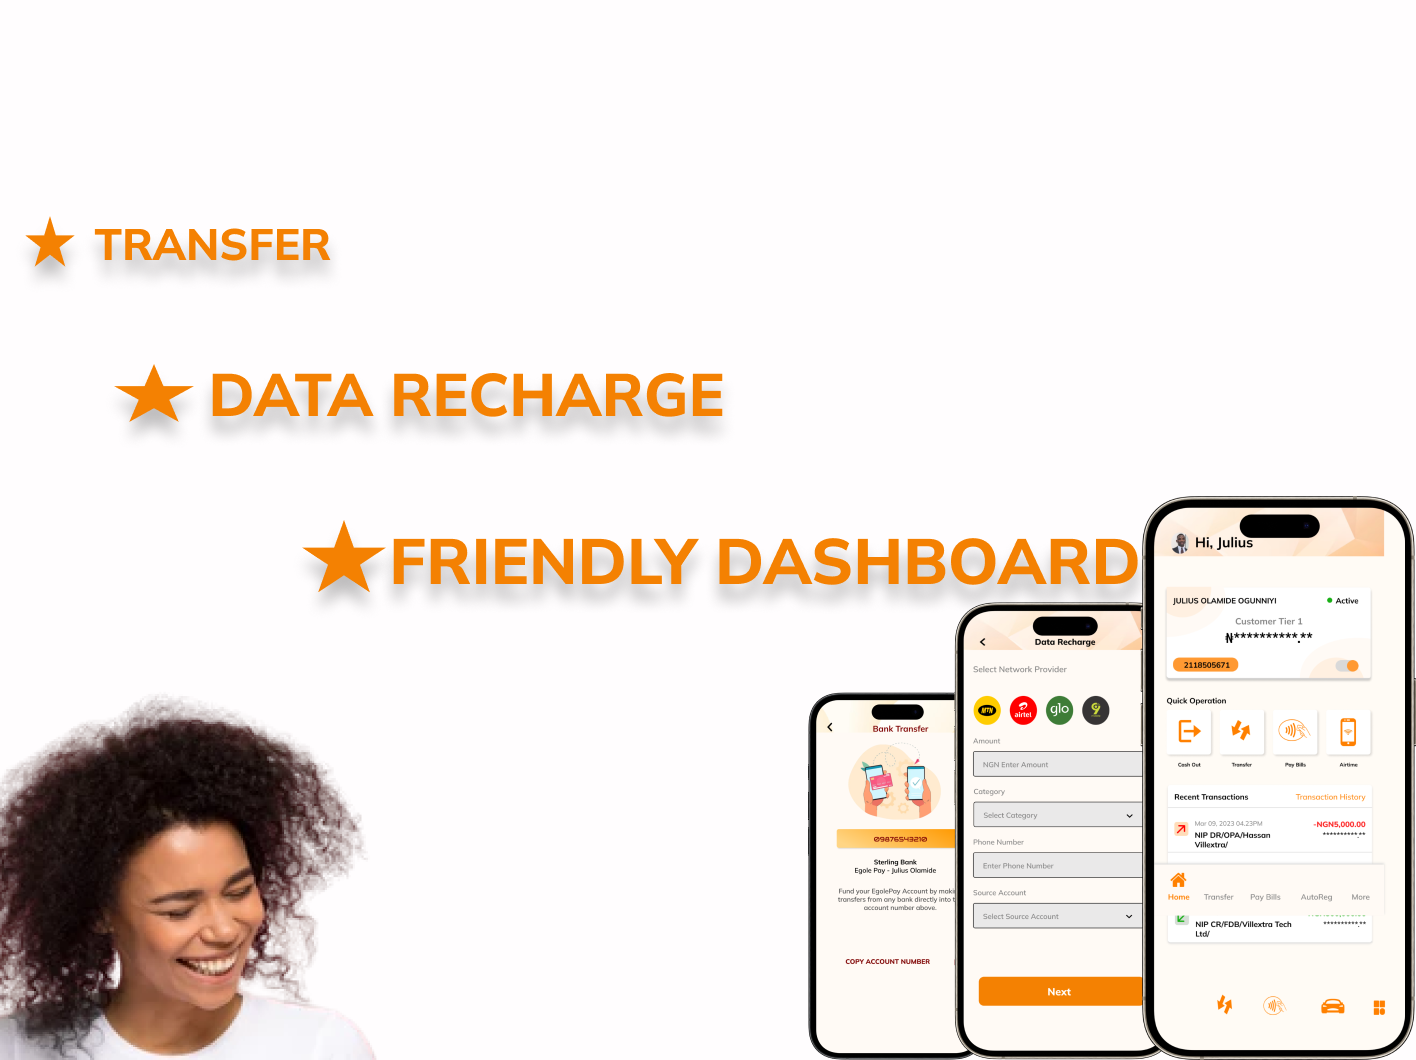 TRANSFER
DATA RECHARGE
FRIENDLY DASHBOARD
Bank Transfer
09876543210
Sterling Bank
Egole Pay - Julius Olamide
Fund your EgolePay Account by
transfers from any bank directly into
account number above.
COPY ACCOUNT NUMBER
Data Recharge
Select Network Provider
MTN
airtel
glo
9
Amount
NGN Enter Amount
Category
Select Category
Phone Number
Enter Phone Number
Source Account
Select Source Account
Next
Hi, Julius
JULIUS OLAMIDE OGUNNIYI
Active
Customer Tier 1
₦**********.**
2118505671
Quick Operation
Cash Out
Transfer
Pay Bills
Airtime
Recent Transactions
Transaction History
Mar 09, 2023 04.23PM
-NGN5,000.00
NIP DR/OPA/Hassan
**********.**
Villextra/
Home
Transfer
Pay Bills
AutoReg
More
NIP CR/FDB/Villextra Tech
**********.**
Ltd/